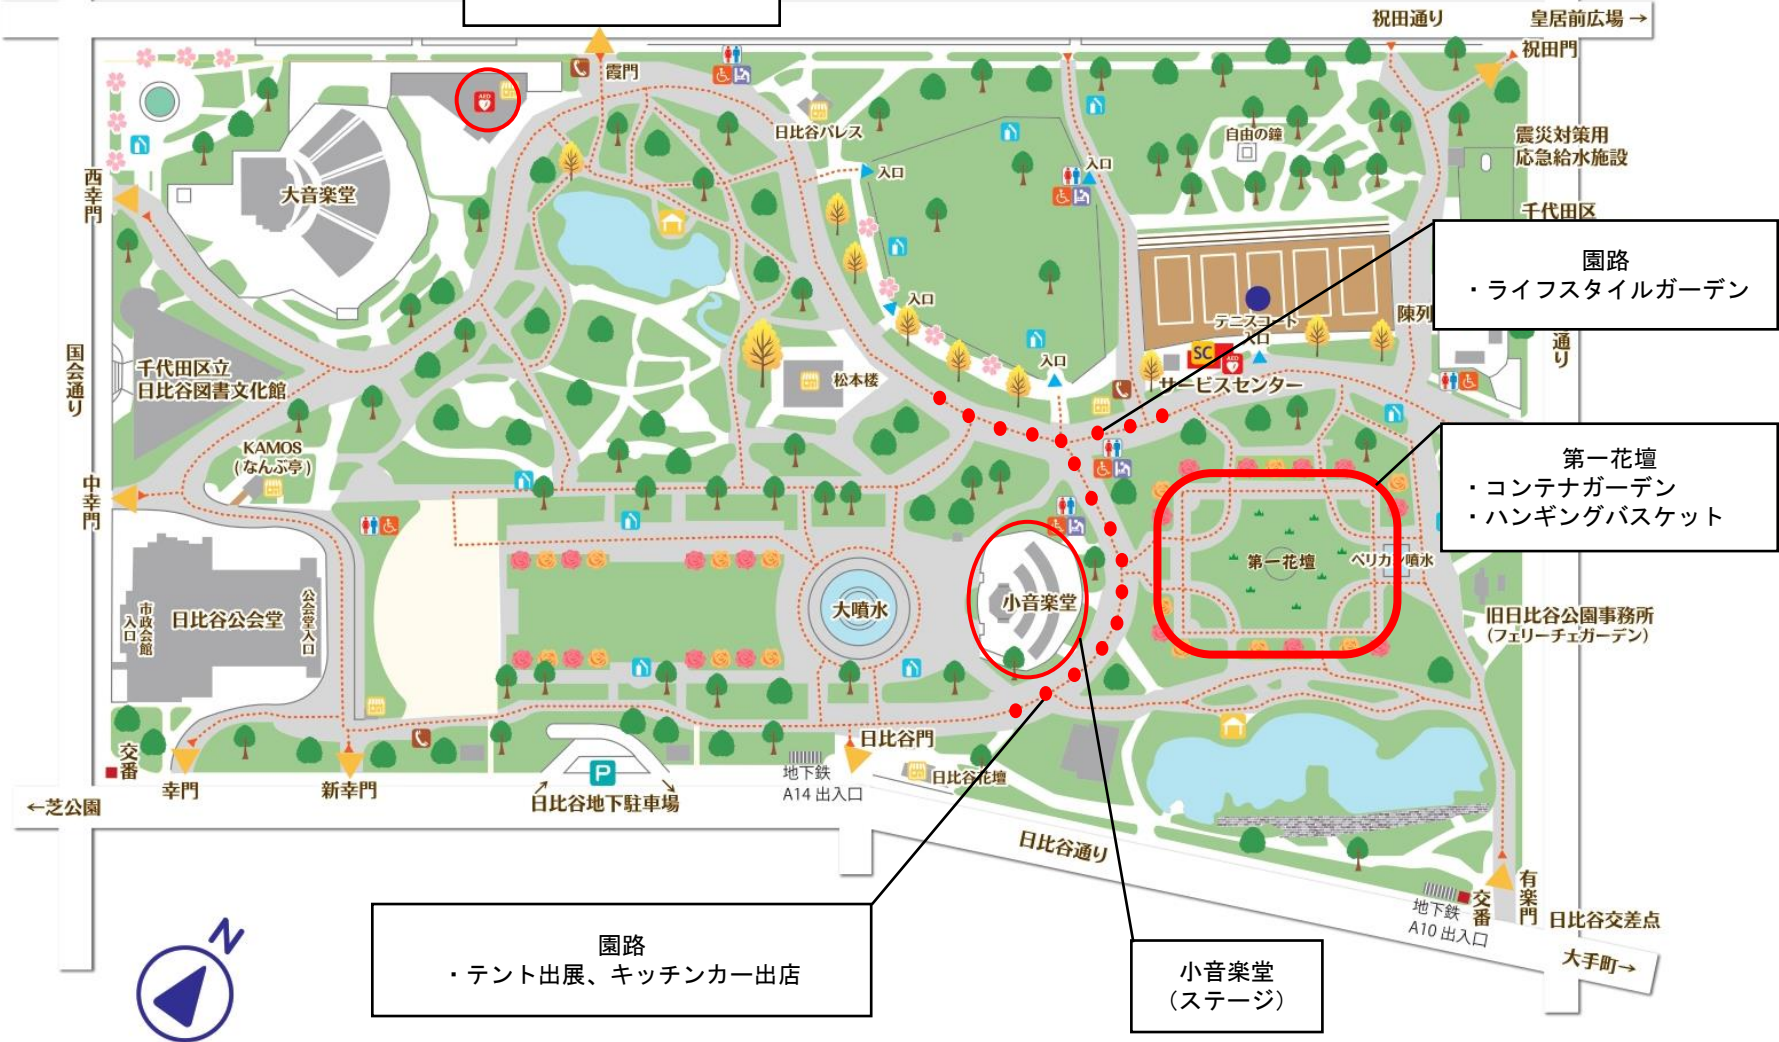 祝田通り
皇居前広場 →
祝田門
霞門
日比谷パレス
自由の鐘
震災対策用
応急給水施設
入口
入口
西幸門
大音楽堂
千代田区
園路
・ライフスタイルガーデン
入口
陳列
テニスコート
入口
通り
国会通り
千代田区立
日比谷図書文化館
松本楼
入口
SC
AED
AED
サービスセンター
KAMOS
(なんぶ亭)
第一花壇
・コンテナガーデン
・ハンギングバスケット
中幸門
第一花壇
ペリカン噴水
市政会館
入口
日比谷公会堂
公会堂入口
大噴水
小音楽堂
旧日比谷公園事務所
(フェリーチェガーデン)
日比谷門
交番
幸門
新幸門
P
日比谷地下駐車場
地下鉄
A14 出入口
日比谷花壇
←芝公園
日比谷通り
有楽門
交番
地下鉄
A10 出入口
日比谷交差点
大手町→
N
園路
・テント出展、キッチンカー出店
小音楽堂
（ステージ）